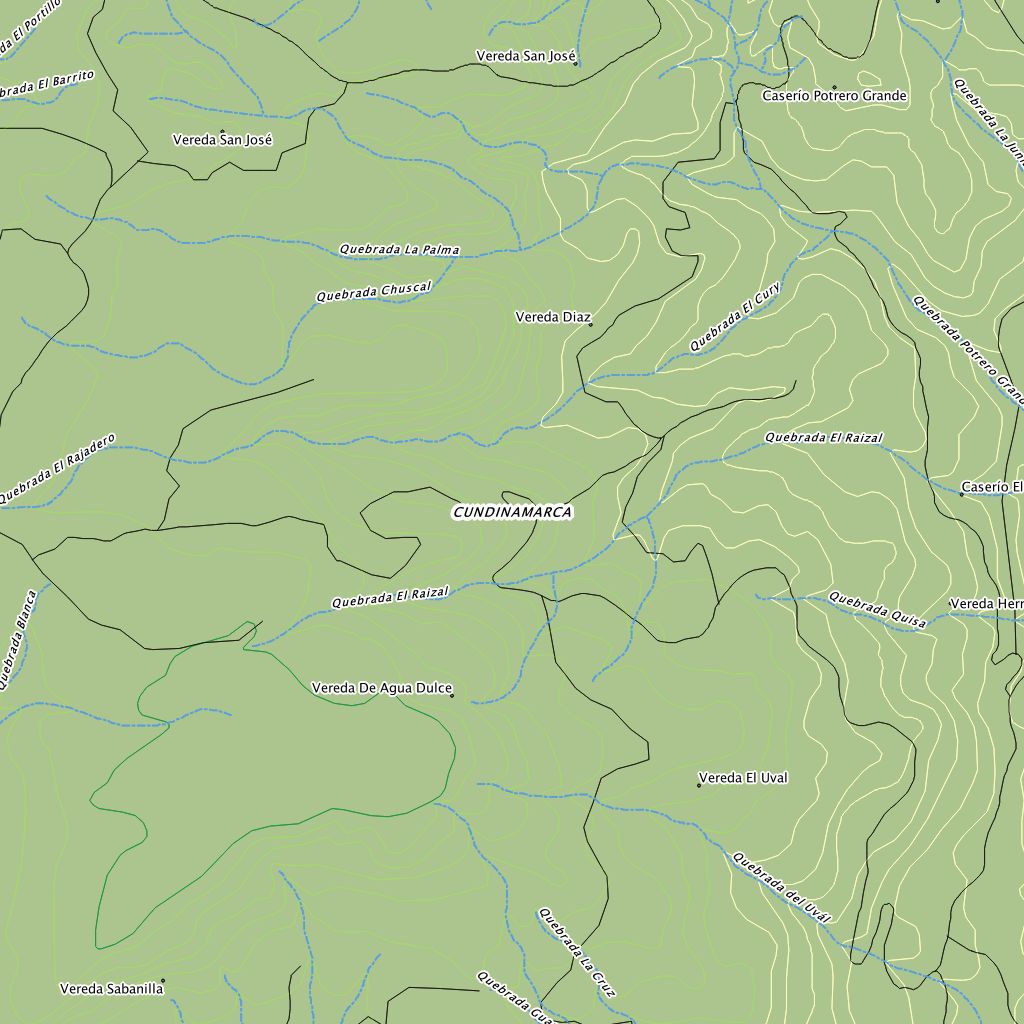 da El Portillo
Vereda San José
brada El Barrito
Caserío Potrero Grande
Quebrada La Junt
Vereda San José
Quebrada La Palma
Quebrada Chuscal
Vereda Diaz
Quebrada El Cury
Quebrada Potrero Grand
Quebrada El Rajadero
Quebrada El Raizal
Caserío El
CUNDINAMARCA
Quebrada El Raizal
Quebrada Quisa
Vereda Herr
Quebrada Blanca
Vereda De Agua Dulce
Vereda El Uval
Quebrada del Uvál
Quebrada La Cruz
Vereda Sabanilla
Quebrada Gua